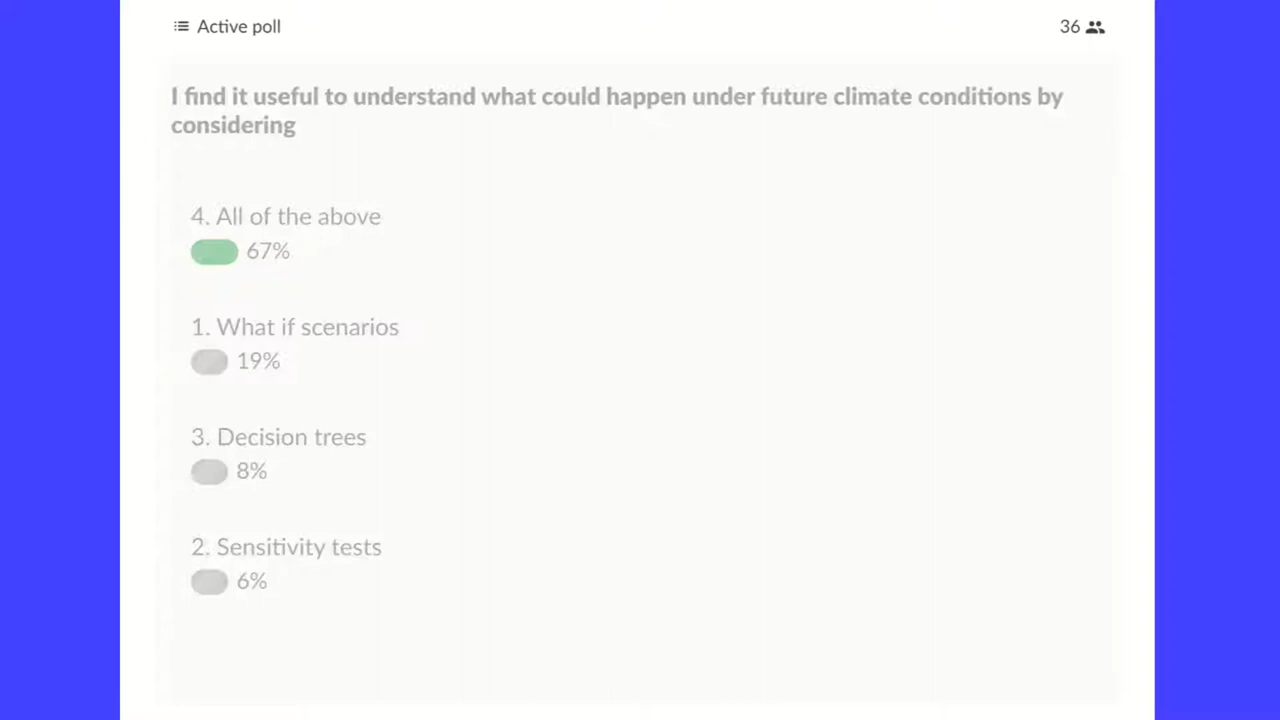 Active poll
36
I find it useful to understand what could happen under future climate conditions by
considering
4. All of the above
67%
1. What if scenarios
19%
3. Decision trees
8%
2. Sensitivity tests
6%